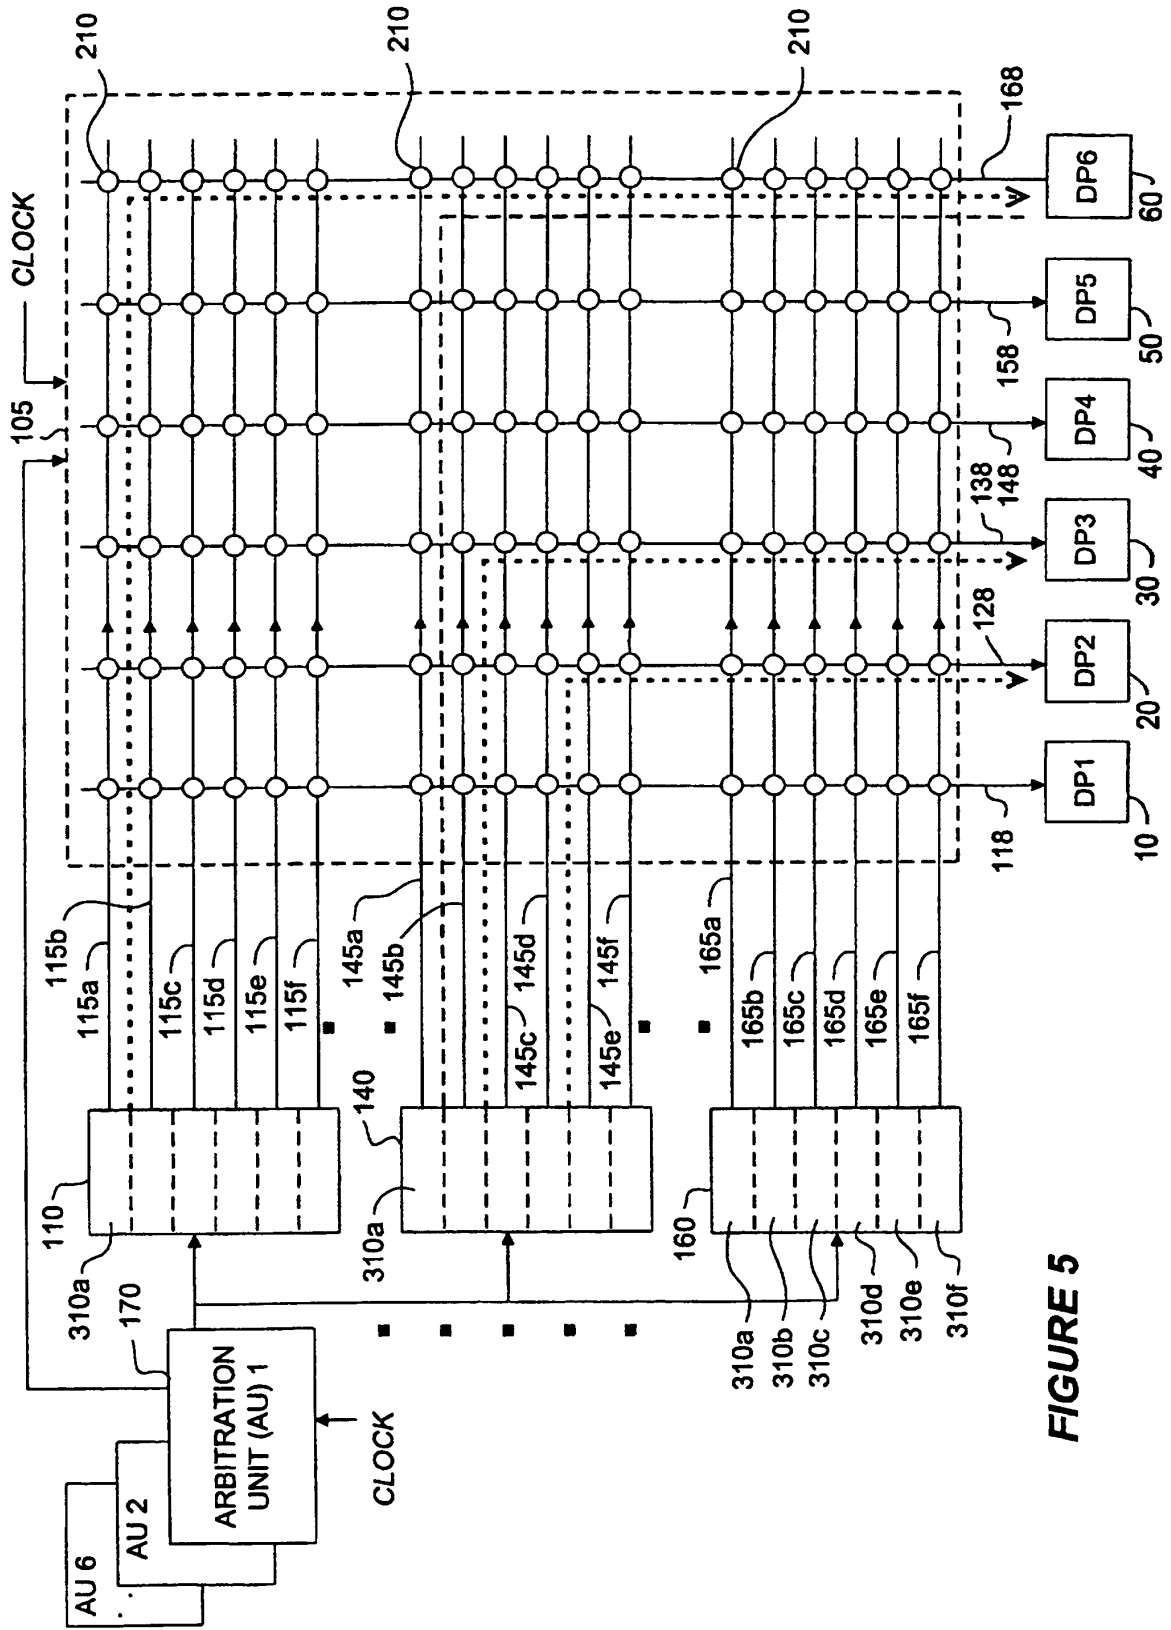 CLOCK
105
210
210
210
115a
115b
115c
115d
115e
115f
145a
145b
145c
145d
145e
145f
165a
165b
165c
165d
165e
165f
110
310a
140
310a
160
310a
310b
310c
310d
310e
310f
170
ARBITRATION
UNIT (AU) 1
AU 2
AU 6
CLOCK
118
128
138
148
158
168
DP1
DP2
DP3
DP4
DP5
DP6
10
20
30
40
50
60
FIGURE 5